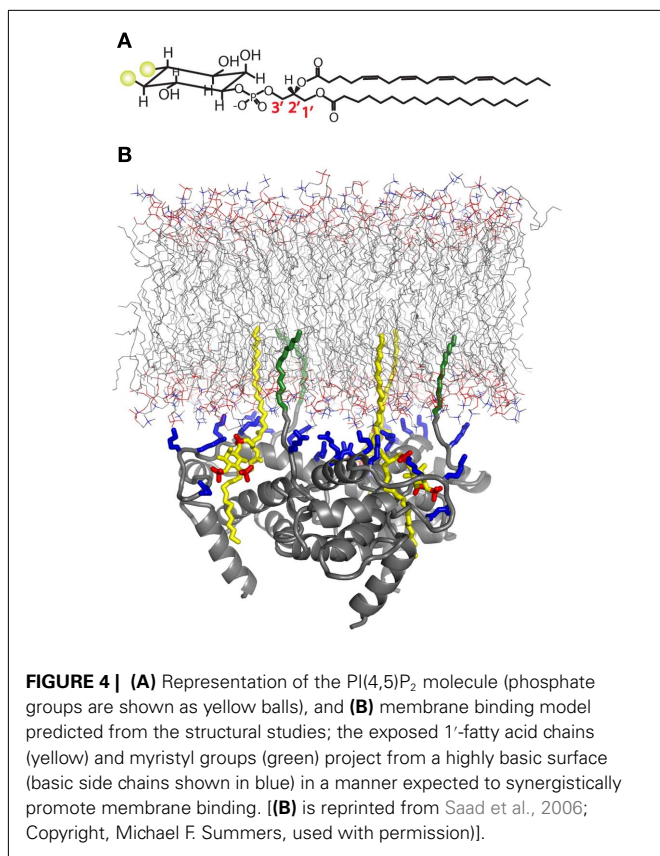 A
H
OH
OH
H
O
H
O
O
H
H
OH
H
H
O
P
O
-O
O
3' 2' 1'
O
O
B
FIGURE 4 | (A) Representation of the PI(4,5)P₂ molecule (phosphate
groups are shown as yellow balls), and (B) membrane binding model
predicted from the structural studies; the exposed 1′-fatty acid chains
(yellow) and myristyl groups (green) project from a highly basic surface
(basic side chains shown in blue) in a manner expected to synergistically
promote membrane binding. [(B) is reprinted from Saad et al., 2006;
Copyright, Michael F. Summers, used with permission)].